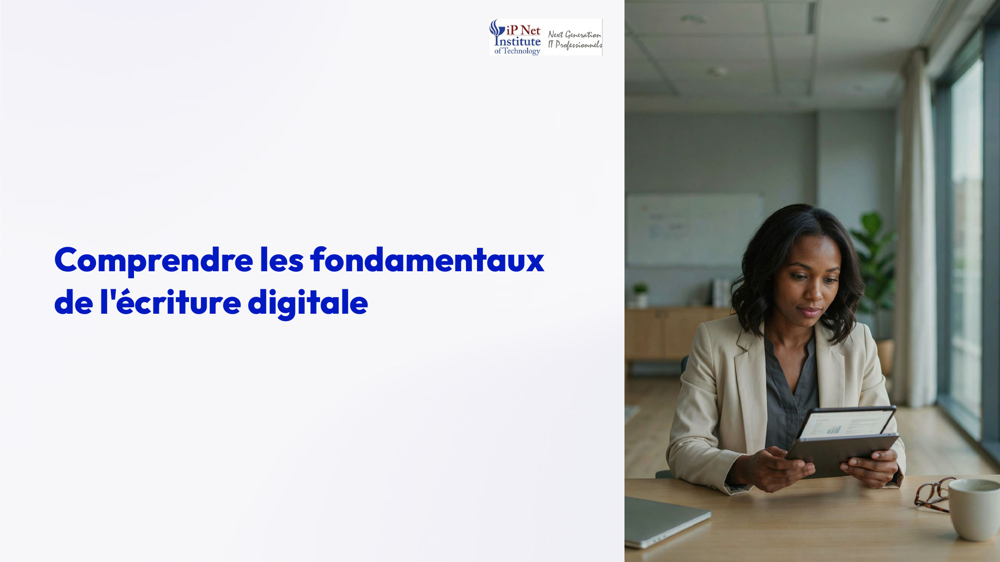 iP Net
Institute
of Technology
Next Generation
IT Professionnels
Comprendre les fondamentaux
de l'écriture digitale